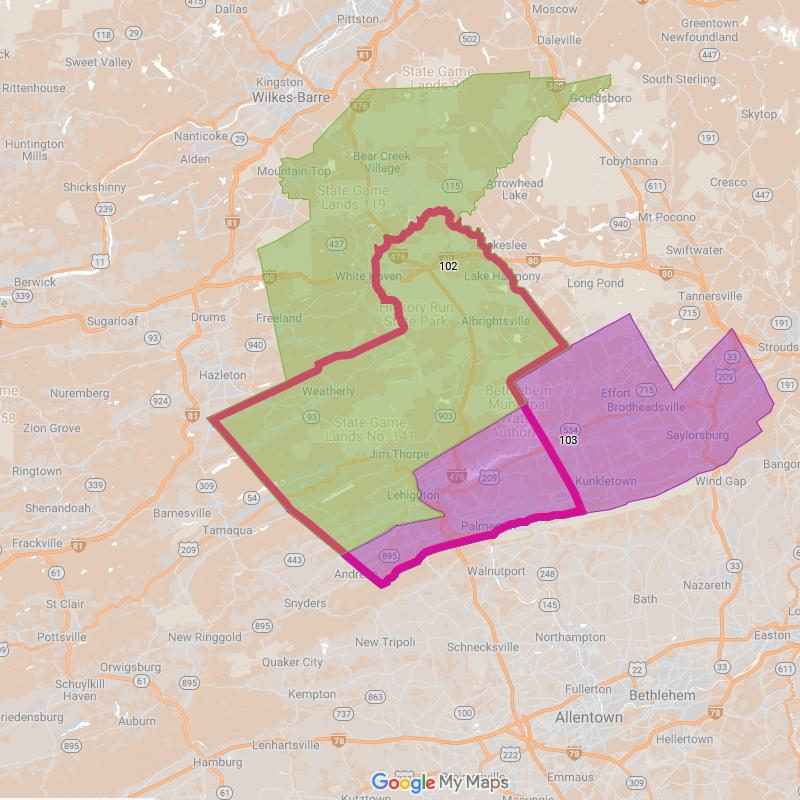 Dallas
Pittston
Moscow
Greentown
118
29
315
81
502
Daleville
Newfoundland
Sweet Valley
447
Rittenhouse
Kingston
State Game
South Sterling
Wilkes-Barre
476
380
Gouldsboro
Skytop
Huntington
Mills
Nanticoke
29
191
Alden
Bear Creek
Village
Tobyhanna
Mountain Top
Shickshinny
State Game
Lands 119
115
Arrowhead
Lake
611
Cresco
447
239
81
940
Mt Pocono
437
Swiftwater
11
476
80
Berwick
80
White Haven
102
Lake Harmony
Long Pond
339
Tannersville
Sugarloaf
Drums
Freeland
Hickory Run
State Park
Albrightsville
715
191
93
940
33
Hazleton
209
Nuremberg
924
Weatherly
Bethlehem
Municipal
Water
Authority
Effort
715
191
58
81
93
903
Brodheadsville
Zion Grove
State Game
Lands No. 141
534
103
Saylorsburg
Ringtown
Jim Thorpe
476
209
Bangor
339
309
Kunkletown
Wind Gap
Shenandoah
54
Lehighton
Barnesville
Tamaqua
Frackville
81
209
895
33
61
443
Walnutport
248
Nazareth
St Clair
Snyders
145
Bath
Pottsville
895
New Ringgold
New Tripoli
Schnecksville
Northampton
Easton
209
Quaker City
Orwigsburg
22
33
611
Schuylkill
Haven
61
895
Kempton
863
Fullerton
Bethlehem
737
100
Allentown
78
Auburn
Lenhartsville
78
78
Hellertown
895
222
Hamburg
Emmaus
61
Google My Maps
Kutztown